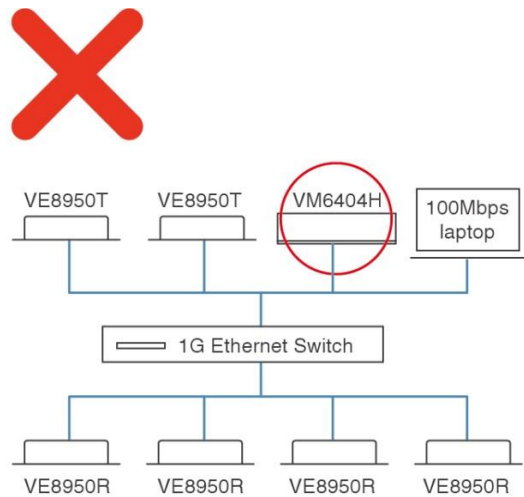 VE8950T
VE8950T
VM6404H
100Mbps
laptop
1G Ethernet Switch
VE8950R
VE8950R
VE8950R
VE8950R